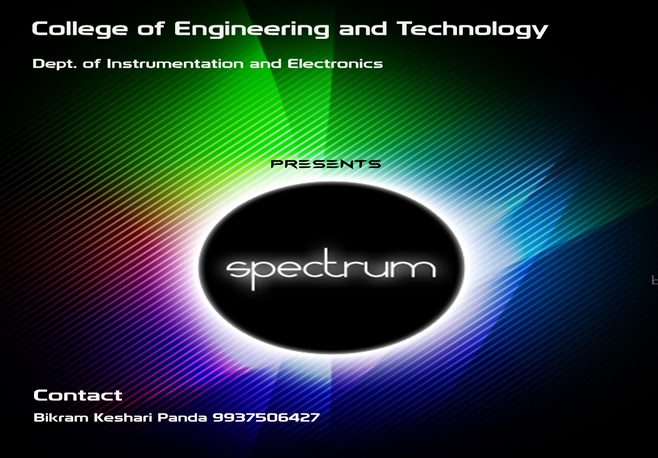 College of Engineering and Technology
Dept. of Instrumentation and Electronics
PRESENTS
spectrum
Contact
Bikram Keshari Panda 9937506427